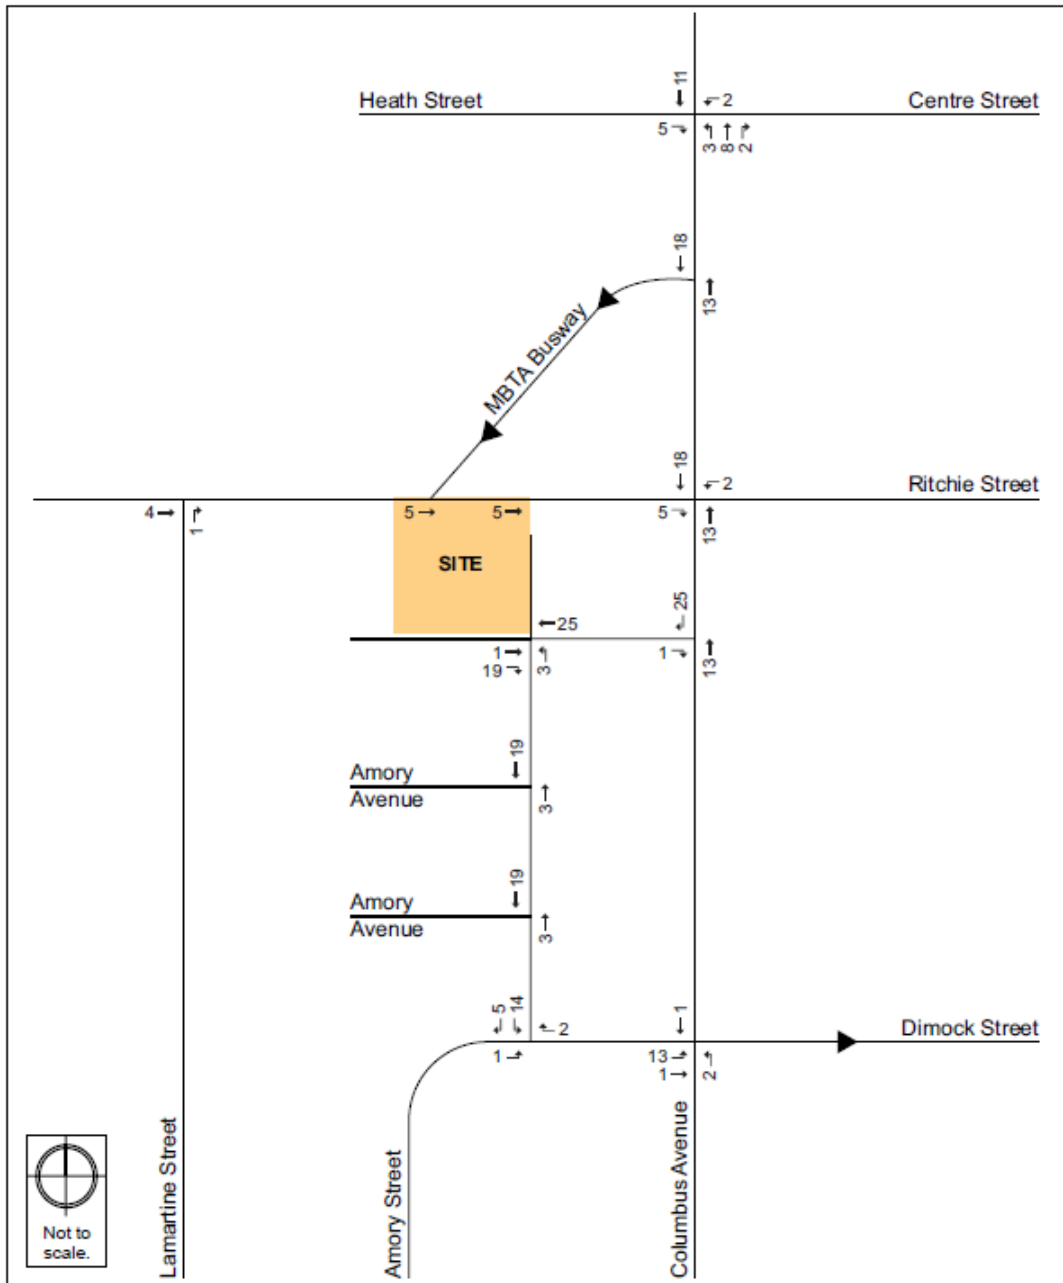 11
Heath Street
2
Centre Street
5
3
8
2
18
13
MBTA Busway
18
2
Ritchie Street
4
1
5
5
5
13
SITE
25
25
1
19
3
1
13
19
Amory
Avenue
3
19
Amory
Avenue
3
5
14
2
1
Dimock Street
1
13
1
2
Lamartine Street
Amory Street
Columbus Avenue
Not to
scale.